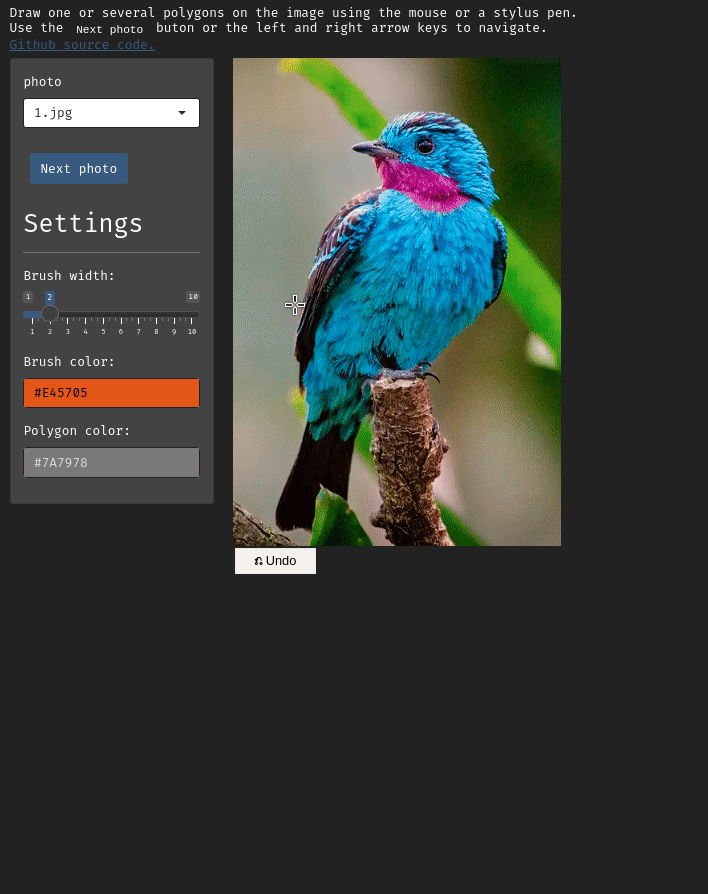 Draw one or several polygons on the image using the mouse or a stylus pen.
Use the Next photo buton or the left and right arrow keys to navigate.
Github source code.
photo
1.jpg
Next photo
Settings
Brush width:
1 2 10
1 2 3 4 5 6 7 8 9 10
Brush color:
#E45705
Polygon color:
#7A7978
Undo